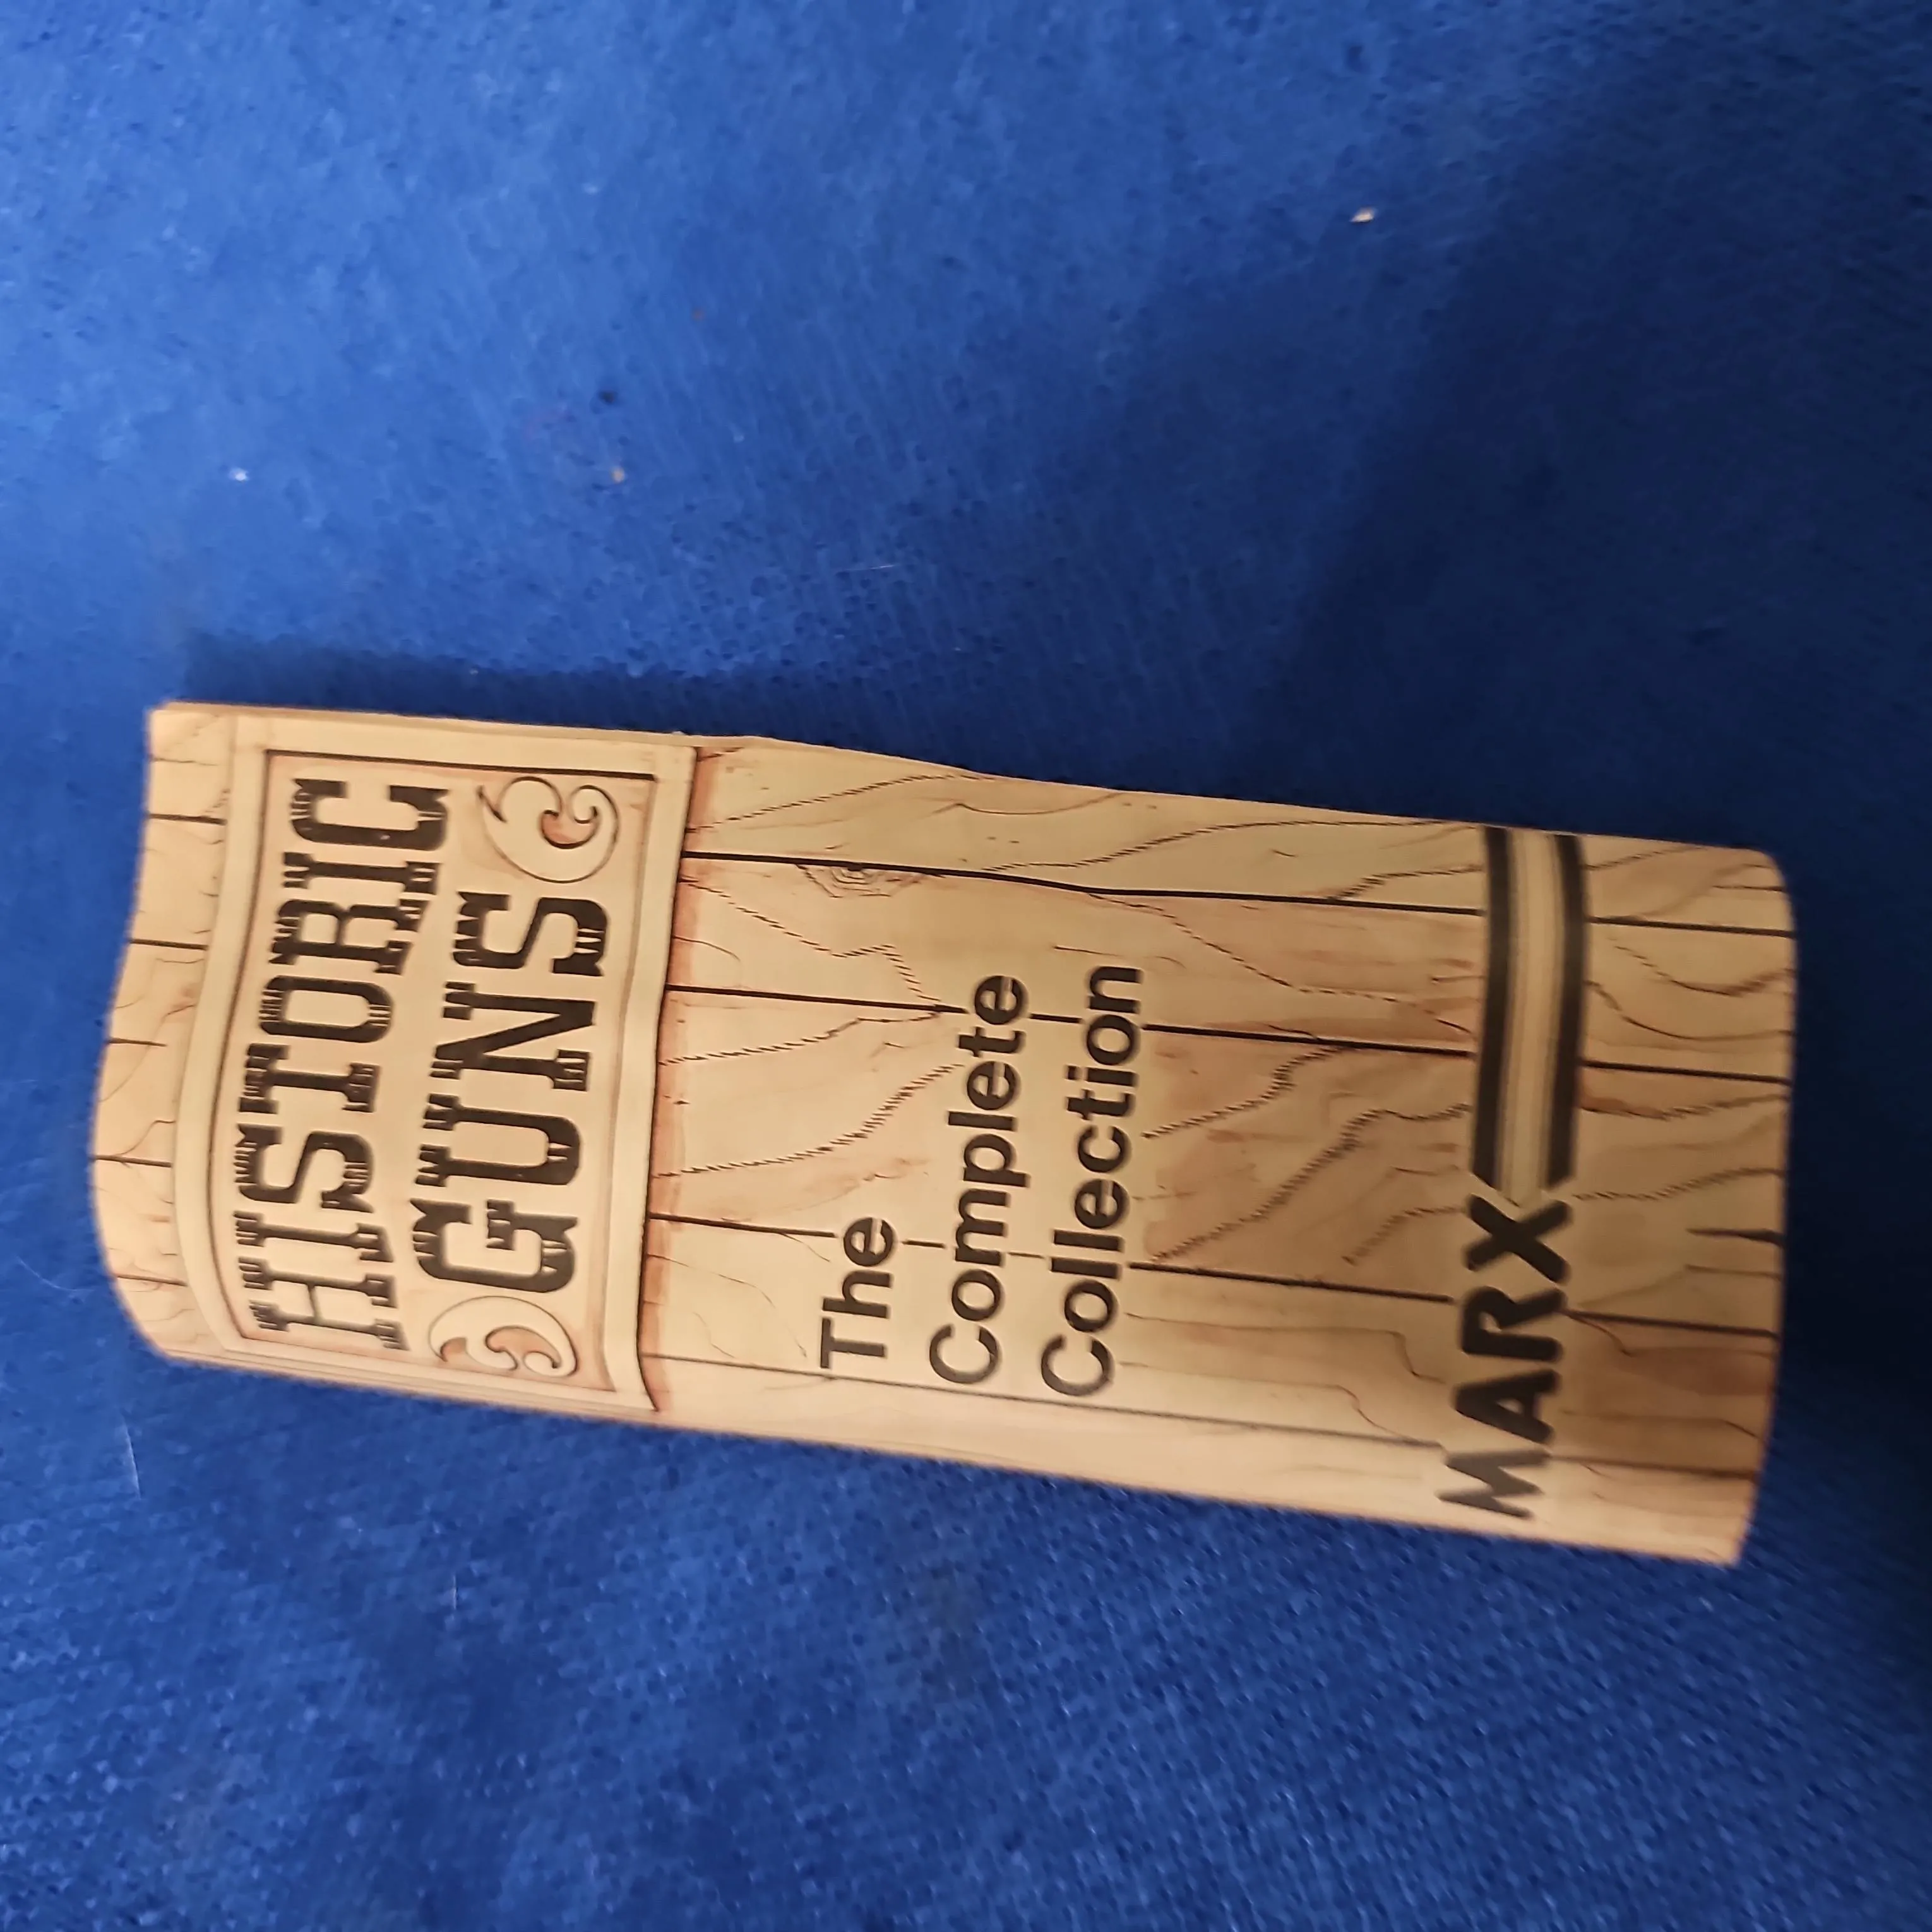 HISTORIC
GUNS
The
Complete
Collection
MARX